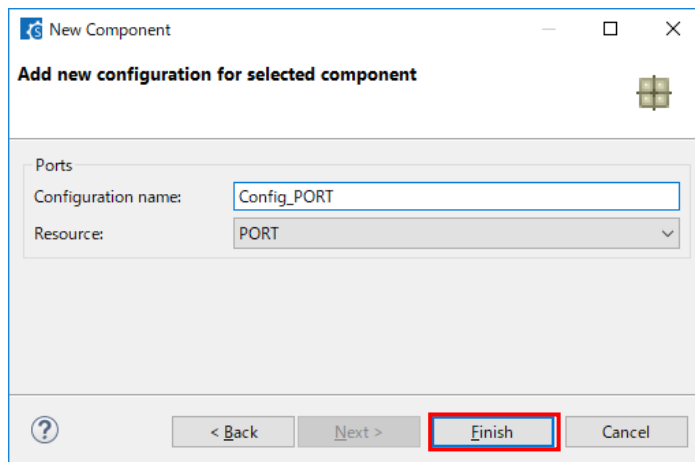 New Component
Add new configuration for selected component
Ports
Configuration name: Config_PORT
Resource: PORT
? < Back Next > Finish Cancel